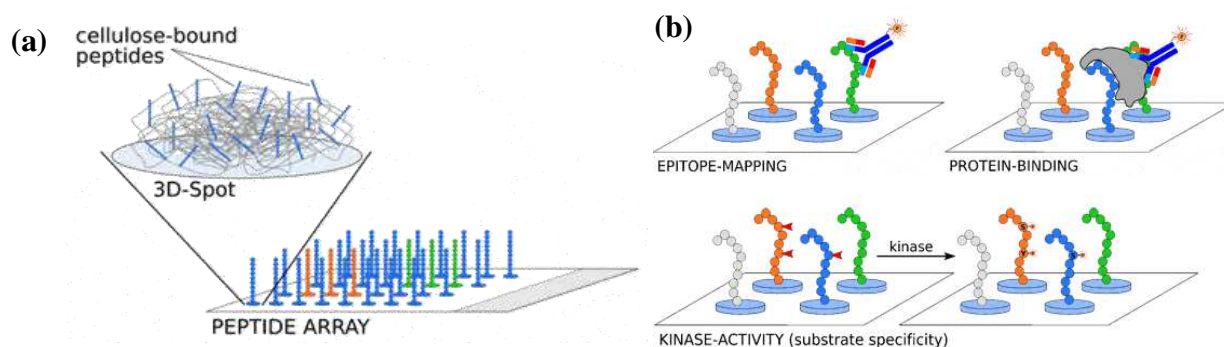 (a)
cellulose-bound
peptides
3D-Spot
PEPTIDE ARRAY
(b)
EPITOPE-MAPPING
PROTEIN-BINDING
kinase
KINASE-ACTIVITY (substrate specificity)